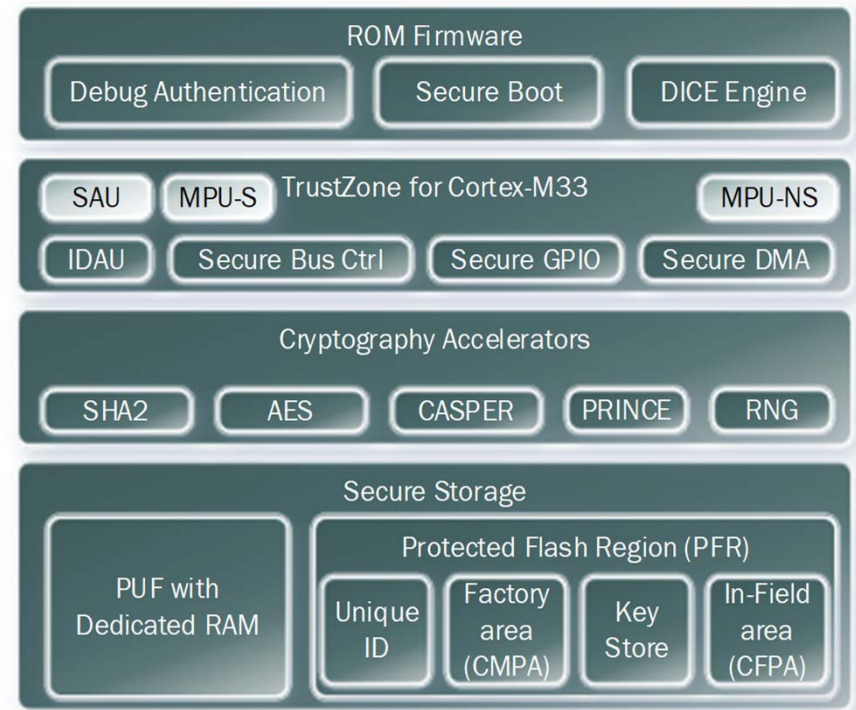 ROM Firmware
Debug Authentication
Secure Boot
DICE Engine
TrustZone for Cortex-M33
SAU
MPU-S
MPU-NS
IDAU
Secure Bus Ctrl
Secure GPIO
Secure DMA
Cryptography Accelerators
SHA2
AES
CASPER
PRINCE
RNG
Secure Storage
PUF with
Dedicated RAM
Protected Flash Region (PFR)
Unique
ID
Factory
area
(CMPA)
Key
Store
In-Field
area
(CFPA)